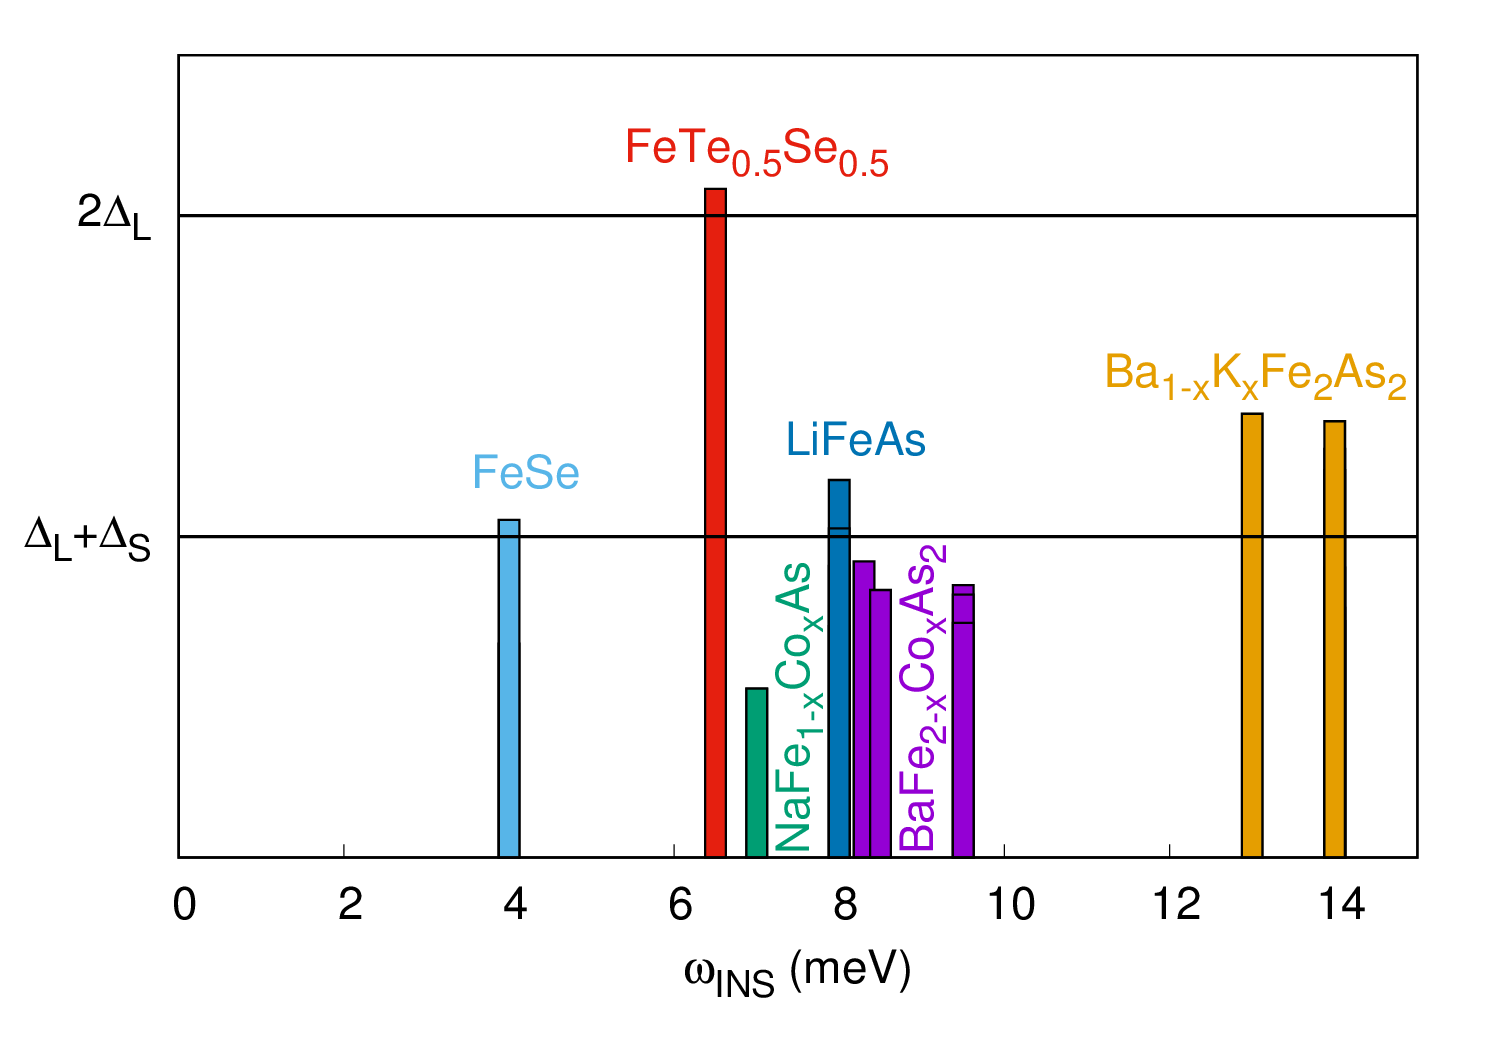 FeTe0.5Se0.5
2ΔL
Ba1-xKxFe2As2
LiFeAs
FeSe
ΔL+ΔS
NaFe1-xCoxAs
BaFe2-xCoxAs2
0 2 4 6 8 10 12 14
ωINS (meV)